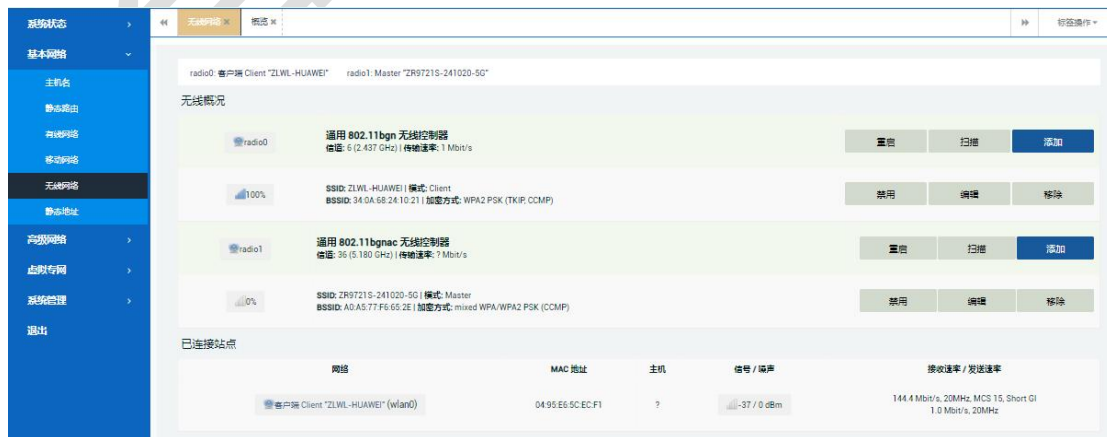 系统状态
基本网络
主机名
静态路由
有线网络
移动网络
无线网络
静态地址
高级网络
虚拟专网
系统管理
退出
无线网络 × 概览 × 标签操作
radio0: 客户端 Client "ZLWL-HUAWEI" radio1: Master "ZR9721S-241020-5G"
无线概况
radio0 通用 802.11bgn 无线控制器 重启 扫描 添加
信道: 6 (2.437 GHz) | 传输速率: 1 Mbit/s
100% SSID: ZLWL-HUAWEI | 模式: Client 禁用 编辑 移除
BSSID: 34:0A:68:24:10:21 | 加密方式: WPA2 PSK (TKIP, CCMP)
radio1 通用 802.11bgnac 无线控制器 重启 扫描 添加
信道: 36 (5.180 GHz) | 传输速率: ? Mbit/s
0% SSID: ZR9721S-241020-5G | 模式: Master 禁用 编辑 移除
BSSID: A0:A5:77:F6:65:2E | 加密方式: mixed WPA/WPA2 PSK (CCMP)
已连接站点
网络 MAC 地址 主机 信号 / 噪声 接收速率 / 发送速率
客户端 Client "ZLWL-HUAWEI" (wlan0) 04:95:E6:5C:EC:F1 ? -37 / 0 dBm 144.4 Mbit/s, 20MHz, MCS 15, Short GI
1.0 Mbit/s, 20MHz